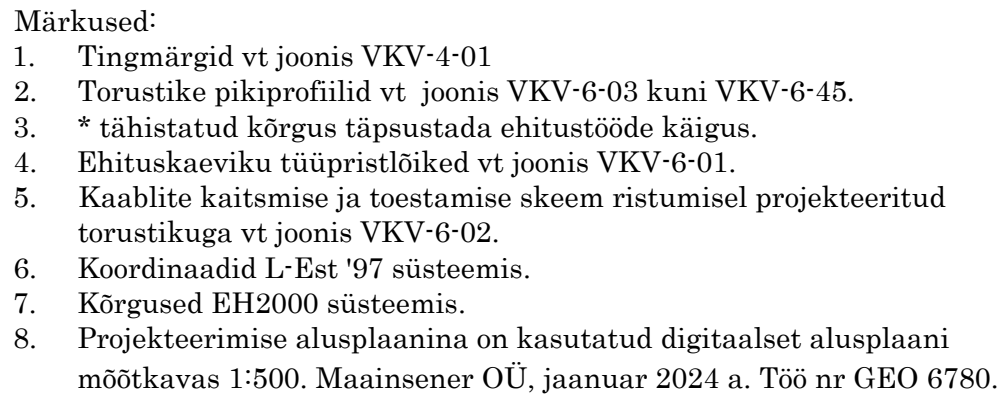 Märkused:
1. Tingmärgid vt joonis VKV-4-01
2. Torustike pikiprofiilid vt joonis VKV-6-03 kuni VKV-6-45.
3. * tähistatud kõrgus täpsustada ehitustööde käigus.
4. Ehituskaeviku tüüpristlõiked vt joonis VKV-6-01.
5. Kaablite kaitsmise ja toestamise skeem ristumisel projekteeritud
torustikuga vt joonis VKV-6-02.
6. Koordinaadid L-Est '97 süsteemis.
7. Kõrgused EH2000 süsteemis.
8. Projekteerimise alusplaanina on kasutatud digitaalset alusplaani
mõõtkavas 1:500. Maainsener OÜ, jaanuar 2024 a. Töö nr GEO 6780.